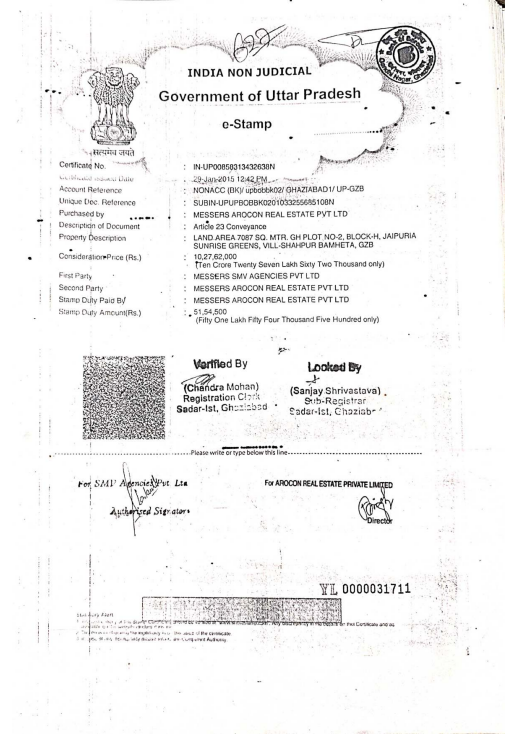 INDIA NON JUDICIAL
Government of Uttar Pradesh
e-Stamp
सत्यमेव जयते
Certificate No. : IN-UP00850313432638N
Certificate Issued Date : 29-Jan-2015 12:42 PM
Account Reference : NONACC (BK)/ upbobbk02/ GHAZIABAD1/ UP-GZB
Unique Doc. Reference : SUBIN-UPUPBOBBK0201033255685108N
Purchased by : MESSERS AROCON REAL ESTATE PVT LTD
Description of Document : Article 23 Conveyance
Property Description : LAND AREA 7087 SQ. MTR. GH PLOT NO-2, BLOCK-H, JAIPURIA SUNRISE GREENS, VILL-SHAHPUR BAMHETA, GZB
Consideration Price (Rs.) : 10,27,62,000
(Ten Crore Twenty Seven Lakh Sixty Two Thousand only)
First Party : MESSERS SMV AGENCIES PVT LTD
Second Party : MESSERS AROCON REAL ESTATE PVT LTD
Stamp Duty Paid By : MESSERS AROCON REAL ESTATE PVT LTD
Stamp Duty Amount(Rs.) : 51,54,500
(Fifty One Lakh Fifty Four Thousand Five Hundred only)
Verified By
(Chandra Mohan)
Registration Clerk
Sadar-Ist, Ghaziabad
Locked By
(Sanjay Shrivastava)
Sub-Registrar
Sadar-Ist, Ghaziabad
Please write or type below this line
For SMV Agencies Pvt Ltd
Authorised Signatory
For AROCON REAL ESTATE PRIVATE LIMITED
Director
YL 0000031711